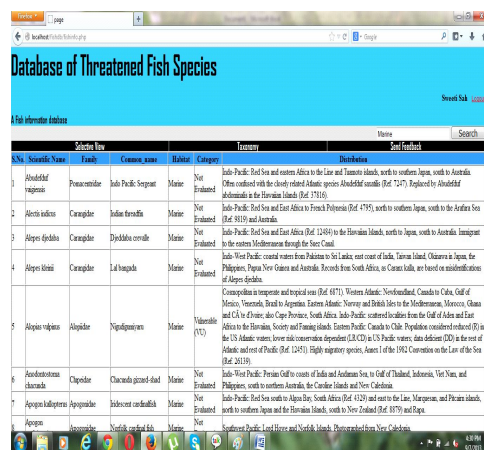 Firefox
page
localhost/fishdb/fishinfo.php
Google
Database of Threatened Fish Species
Sweeti Sah
A Fish information database
Marine
Search
Selective View
Taxonomy
Send Feedback
S.No. Scientific Name Family Common_name Habitat Category Distribution
1 Abudefduf vaigiensis Pomacentridae Indo Pacific Sergeant Marine Not Evaluated
Indo-Pacific: Red Sea and eastern Africa to the Line and Tuamoto islands, north to southern Japan, south to Australia.
Often confused with the closely related Atlantic species Abudefduf saxatilis (Ref. 7247). Replaced by Abudefduf
abdominalis in the Hawaiian Islands (Ref. 37816).
2 Alectis indicus Carangidae Indian threadfin Marine Not Evaluated
Indo-Pacific: Red Sea and East Africa to French Polynesia (Ref. 4795), north to southern Japan, south to the Arafura Sea
(Ref. 9819) and Australia.
3 Alepes djedaba Carangidae Djeddaba crevalle Marine Not Evaluated
Indo-Pacific: Red Sea and East Africa (Ref. 12484) to the Hawaiian Islands, north to Japan, south to Australia. Immigrant
to the eastern Mediterranean through the Suez Canal.
4 Alepes kleinii Carangidae Lal bangada Marine Not Evaluated
Indo-West Pacific: coastal waters from Pakistan to Sri Lanka; east coast of India, Taiwan Island, Okinawa in Japan, the
Philippines, Papua New Guinea and Australia. Records from South Africa, as Caranx kalla, are based on misidentifications
of Alepes djedaba.
5 Alopias vulpinus Alopiidae Marine Vulnerable (VU)
Cosmopolitan in temperate and tropical seas (Ref. 6871). Western Atlantic: Newfoundland, Canada to Cuba, Gulf of
Mexico, Venezuela, Brazil to Argentina. Eastern Atlantic: Norway and British Isles to the Mediterranean, Morocco, Ghana
and Côte d'Ivoire; also Cape Province, South Africa. Indo-Pacific: scattered localities from the Gulf of Aden and East
Africa to the Hawaiian, Society and Fanning islands. Eastern Pacific: Canada to Chile. Population considered reduced (R) in
the US Atlantic waters, lower risk/conservation dependent (LR/CD) in US Pacific waters; data deficient (DD) in the rest of
Atlantic and rest of Pacific (Ref. 12451). Highly migratory species, Annex I of the 1982 Convention on the Law of the Sea
(Ref. 26139).
6 Anodontostoma chacunda Clupeidae Chacunda gizzard-shad Marine Not Evaluated
Indo-West Pacific: Persian Gulf to coasts of India and Andaman Sea, to Gulf of Thailand, Indonesia, Viet Nam, and
Philippines, south to northern Australia, the Caroline Islands and New Caledonia.
7 Apogon kallopterus Apogonidae Iridescent cardinalfish Marine Not Evaluated
Indo-Pacific: Red Sea south to Algoa Bay, South Africa (Ref. 4329) and east to the Line, Marquesan, and Pitcairn islands,
north to southern Japan and the Hawaiian Islands, south to New Zealand (Ref. 8879) and Rapa.
8 Apogon Apogonidae Norfolk cardinal fish Marine Not
Southwest Pacific: Lord Howe and Norfolk Islands. Photographed from New Caledonia.
4:30 PM